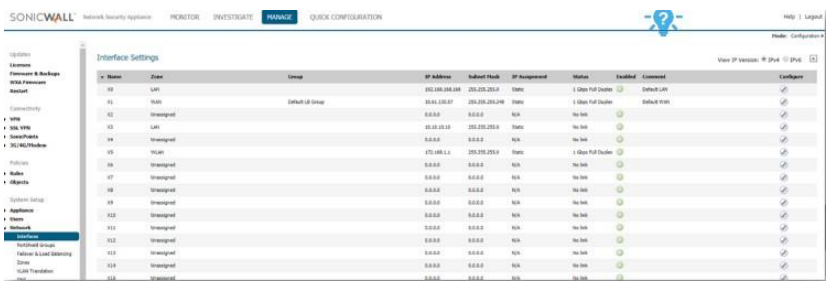 SONICWALL Network Security Appliance MONITOR INVESTIGATE MANAGE QUICK CONFIGURATION Help | Logout
Mode: Configuration
Updates
Licenses
Firmware & Backups
WXA Firmware
Restart
Connectivity
VPN
SSL VPN
SonicPoints
3G/4G/Modem
Policies
Rules
Objects
System Setup
Appliance
Users
Network
Interfaces
PortShield Groups
Failover & Load Balancing
Zones
VLAN Translation
Interface Settings
View IP Version: IPv4 IPv6
Name Zone Group IP Address Subnet Mask IP Assignment Status Enabled Comment Configure
X0 LAN 192.168.168.168 255.255.255.0 Static 1 Gbps Full Duplex Default LAN
X1 WAN Default LB Group 255.255.255.248 Static 1 Gbps Full Duplex Default WAN
X2 Unassigned 0.0.0.0 0.0.0.0 N/A No link
X3 LAN 10.10.10.10 255.255.255.0 Static No link
X4 Unassigned 0.0.0.0 0.0.0.0 N/A No link
X5 WLAN 172.168.1.1 255.255.255.0 Static 1 Gbps Full Duplex
X6 Unassigned 0.0.0.0 0.0.0.0 N/A No link
X7 Unassigned 0.0.0.0 0.0.0.0 N/A No link
X8 Unassigned 0.0.0.0 0.0.0.0 N/A No link
X9 Unassigned 0.0.0.0 0.0.0.0 N/A No link
X10 Unassigned 0.0.0.0 0.0.0.0 N/A No link
X11 Unassigned 0.0.0.0 0.0.0.0 N/A No link
X12 Unassigned 0.0.0.0 0.0.0.0 N/A No link
X13 Unassigned 0.0.0.0 0.0.0.0 N/A No link
X14 Unassigned 0.0.0.0 0.0.0.0 N/A No link
Unassigned 0.0.0.0 0.0.0.0 N/A No link